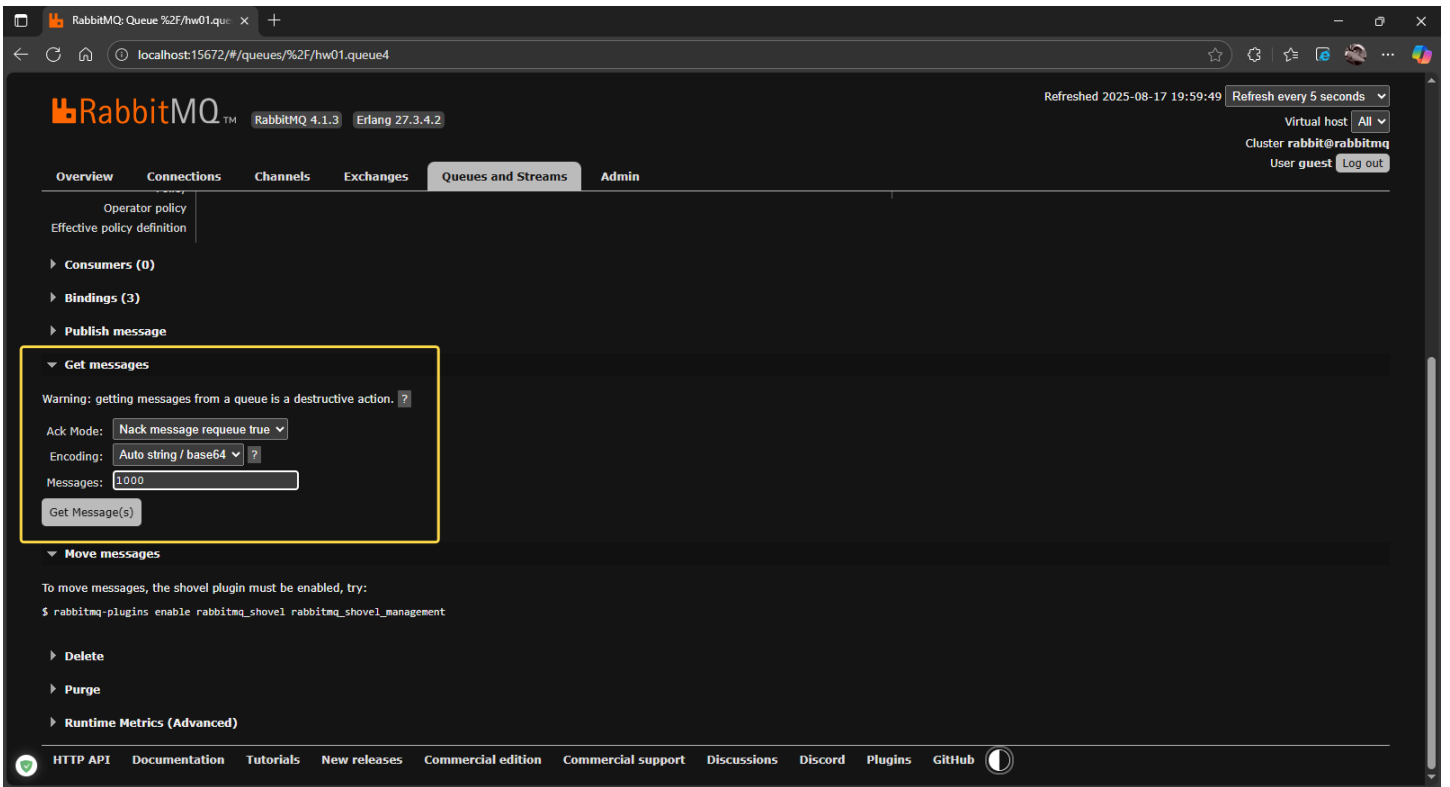 RabbitMQ: Queue %2F/hw01.que
localhost:15672/#/queues/%2F/hw01.queue4
RabbitMQ TM RabbitMQ 4.1.3 Erlang 27.3.4.2
Refreshed 2025-08-17 19:59:49 Refresh every 5 seconds
Virtual host All
Cluster rabbit@rabbitmq
User guest Log out
Overview Connections Channels Exchanges Queues and Streams Admin
Operator policy
Effective policy definition
Consumers (0)
Bindings (3)
Publish message
Get messages
Warning: getting messages from a queue is a destructive action. ?
Ack Mode: Nack message requeue true
Encoding: Auto string / base64 ?
Messages: 1000
Get Message(s)
Move messages
To move messages, the shovel plugin must be enabled, try:
$ rabbitmq-plugins enable rabbitmq_shovel rabbitmq_shovel_management
Delete
Purge
Runtime Metrics (Advanced)
HTTP API Documentation Tutorials New releases Commercial edition Commercial support Discussions Discord Plugins GitHub